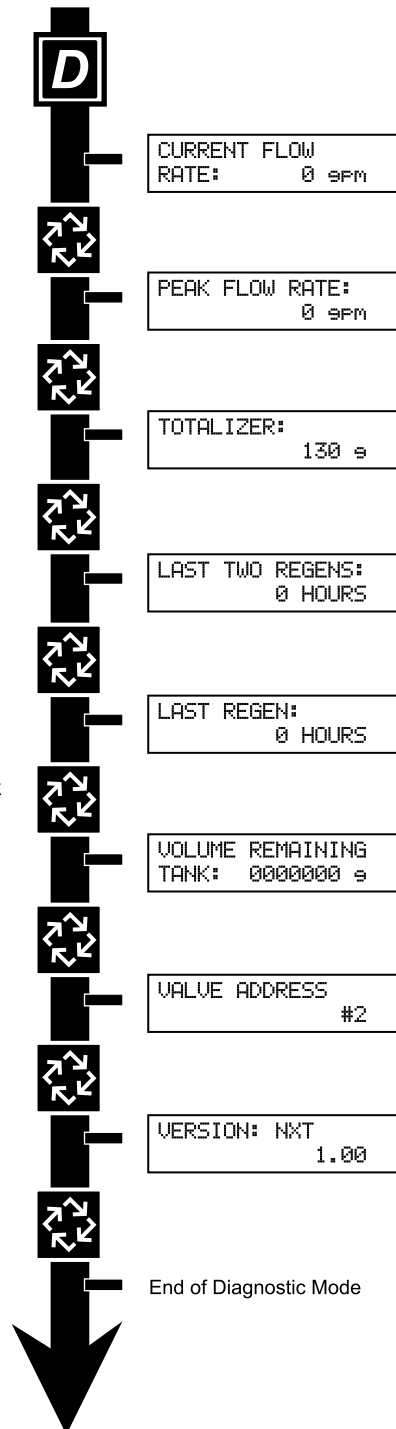 D
CURRENT FLOW
RATE: 0 gpm
PEAK FLOW RATE:
0 gpm
TOTALIZER:
130 g
LAST TWO REGENS:
0 HOURS
LAST REGEN:
0 HOURS
VOLUME REMAINING
TANK: 0000000 g
VALVE ADDRESS
#2
VERSION: NXT
1.00
End of Diagnostic Mode